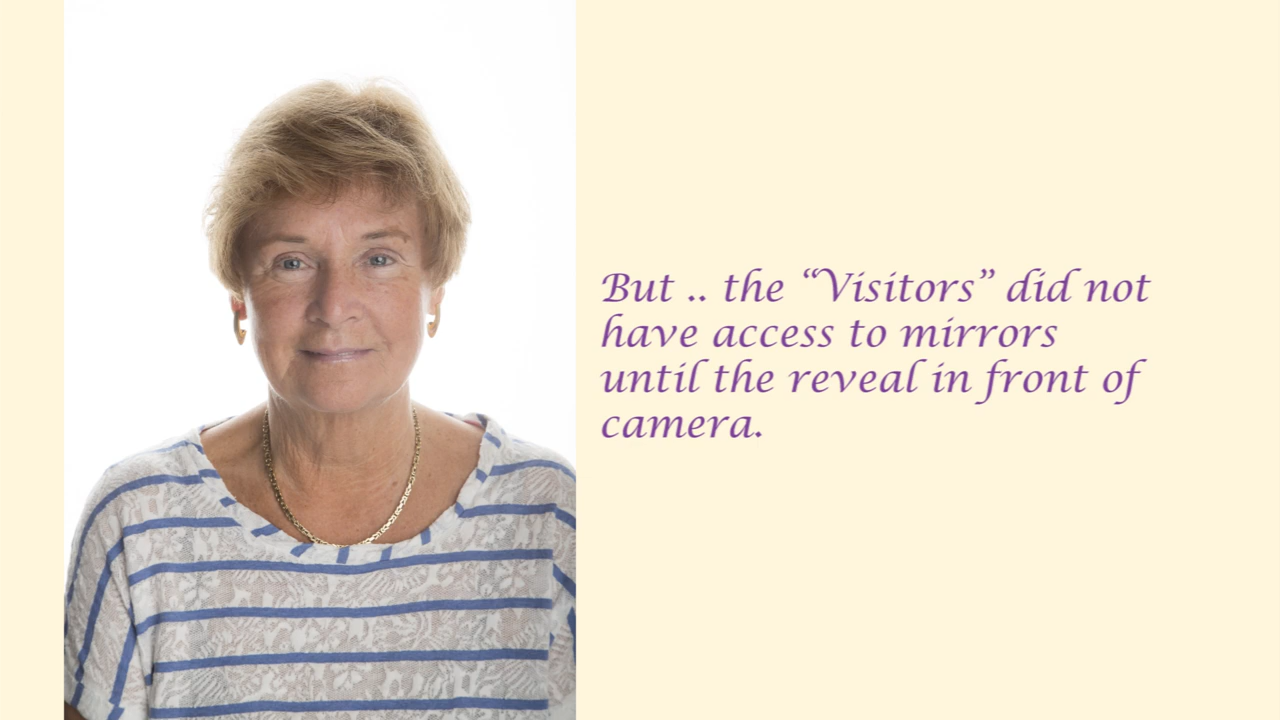 But .. the “Visitors” did not
have access to mirrors
until the reveal in front of
camera.